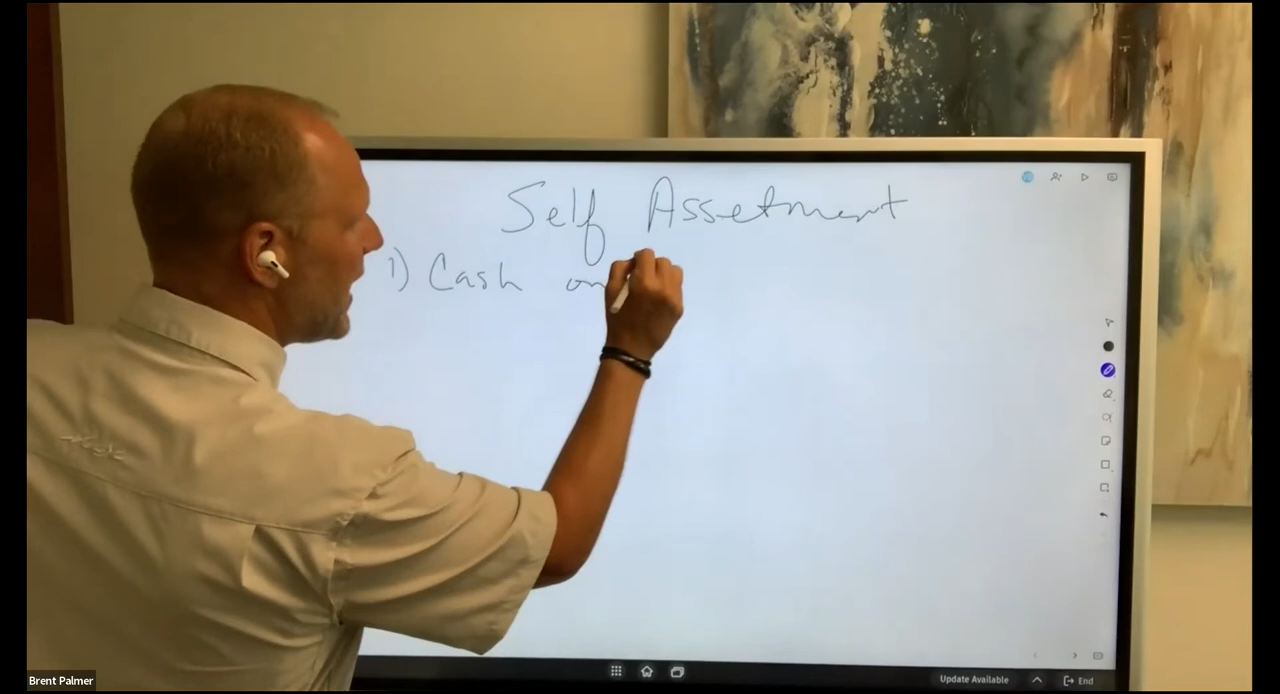 Self Assetment
1) Cash on
Update Available
End
Brent Palmer